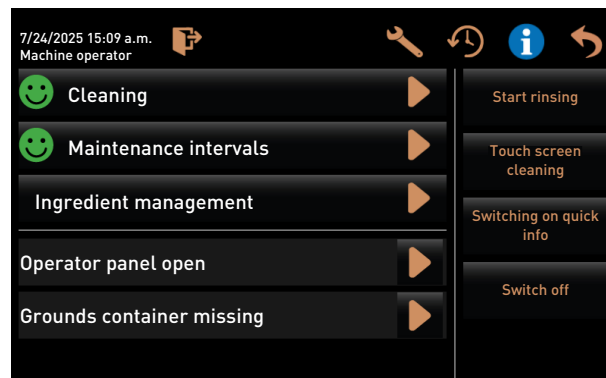 7/24/2025 15:09 a.m.
Machine operator
Cleaning
Maintenance intervals
Ingredient management
Operator panel open
Grounds container missing
Start rinsing
Touch screen
cleaning
Switching on quick
info
Switch off